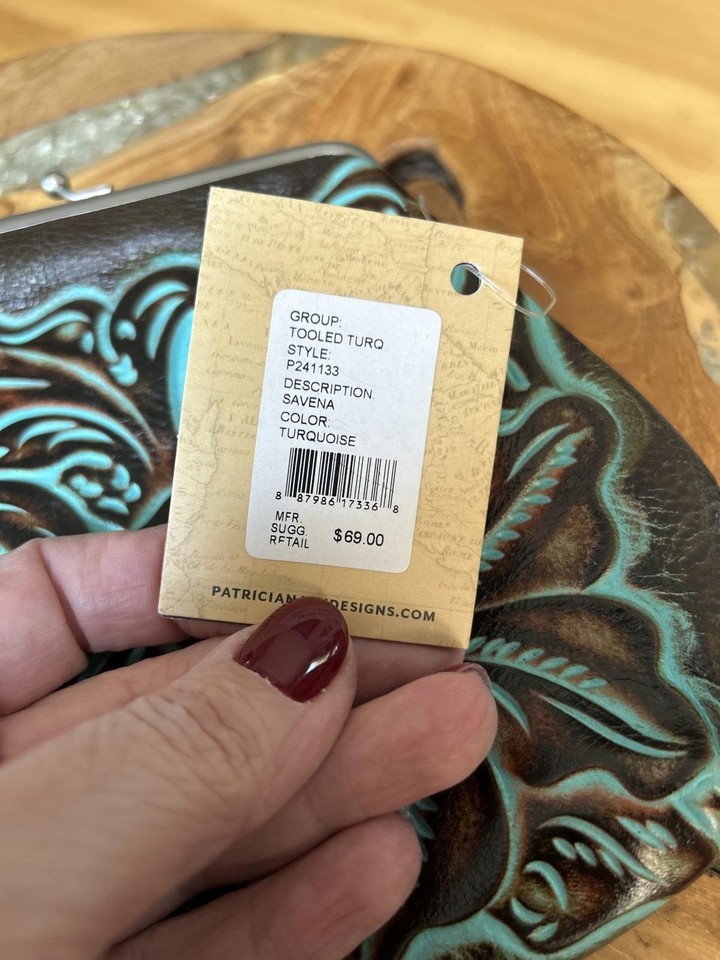 GROUP:
TOOLED TURQ
STYLE:
P241133
DESCRIPTION:
SAVENA
COLOR:
TURQUOISE
8 87986 17336 8
MFR.
SUGG. $69.00
RETAIL